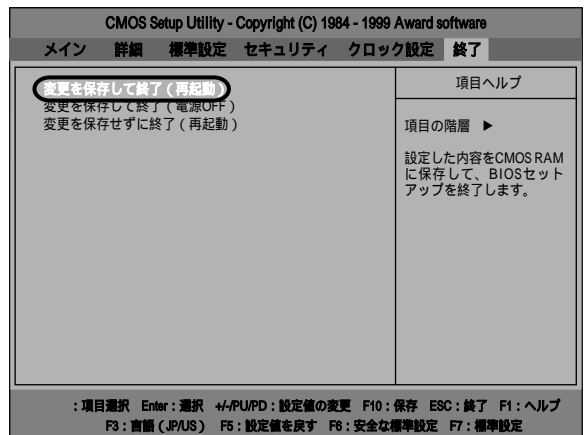 CMOS Setup Utility - Copyright (C) 1984 - 1999 Award software
メイン 詳細 標準設定 セキュリティ クロック設定 終了
変更を保存して終了（再起動）
変更を保存して終了（電源OFF）
変更を保存せずに終了（再起動）
項目ヘルプ
項目の階層 ▶
設定した内容をCMOS RAM
に保存して、BIOSセット
アップを終了します。
：項目選択 Enter：選択 +/-/PU/PD：設定値の変更 F10：保存 ESC：終了 F1：ヘルプ
F3：言語（JP/US） F5：設定値を戻す F6：安全な標準設定 F7：標準設定